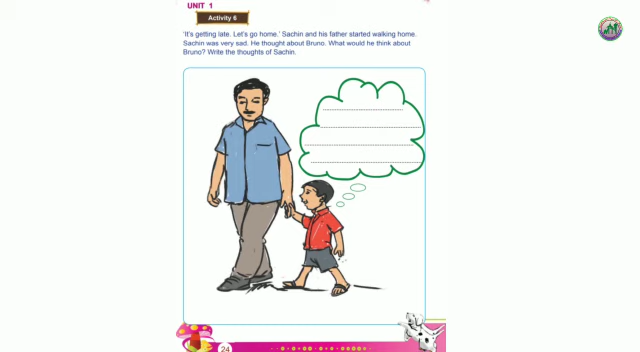 UNIT 1
Activity 6
'It's getting late. Let's go home.' Sachin and his father started walking home.
Sachin was very sad. He thought about Bruno. What would he think about
Bruno? Write the thoughts of Sachin.
24